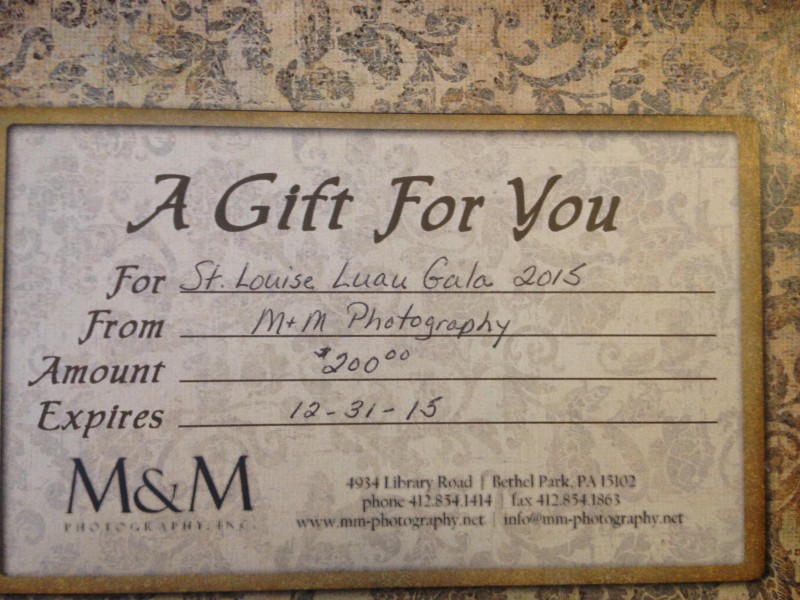 A Gift For You
For St. Louise Luau Gala 2015
From M+M Photography
Amount $200⁰⁰
Expires 12-31-15
M&M
PHOTOGRAPHY, INC.
4934 Library Road | Bethel Park, PA 15102
phone 412.854.1414 | fax 412.854.1863
www.mm-photography.net | info@mm-photography.net